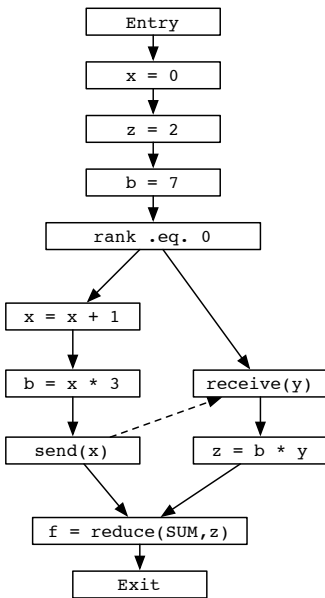 Entry
x = 0
z = 2
b = 7
rank .eq. 0
x = x + 1
b = x * 3
receive(y)
send(x)
z = b * y
f = reduce(SUM,z)
Exit